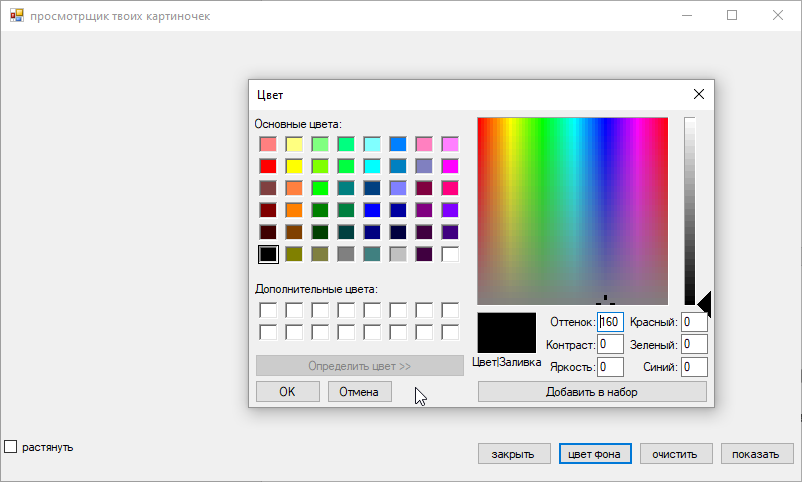 просмотрщик твоих картиночек
Цвет
Основные цвета:
Дополнительные цвета:
Определить цвет >>
OK Отмена
Цвет|Заливка
Оттенок: 160 Красный: 0
Контраст: 0 Зеленый: 0
Яркость: 0 Синий: 0
Добавить в набор
растянуть
закрыть цвет фона очистить показать